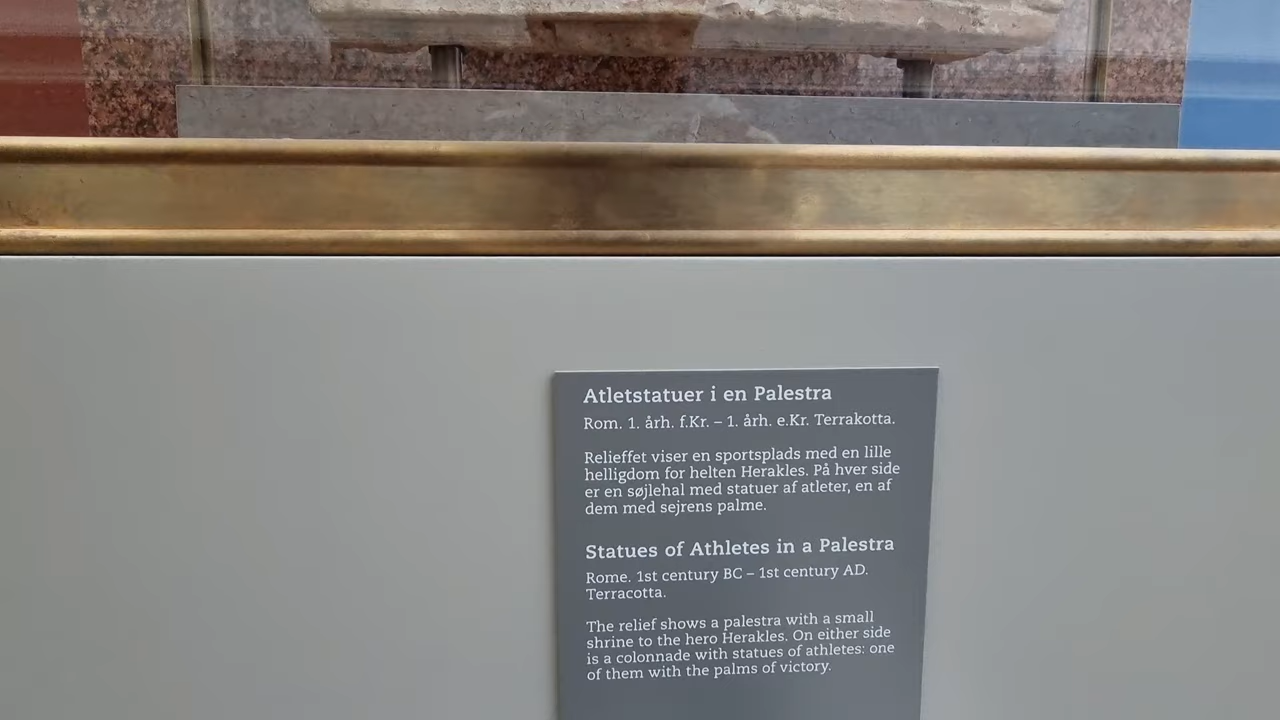 Atletstatuer i en Palestra
Rom. 1. årh. f.Kr. – 1. årh. e.Kr. Terrakotta.
Relieffet viser en sportsplads med en lille
helligdom for helten Herakles. På hver side
er en søjlehal med statuer af atleter, en af
dem med sejrens palme.
Statues of Athletes in a Palestra
Rome. 1st century BC – 1st century AD.
Terracotta.
The relief shows a palestra with a small
shrine to the hero Herakles. On either side
is a colonnade with statues of athletes: one
of them with the palms of victory.